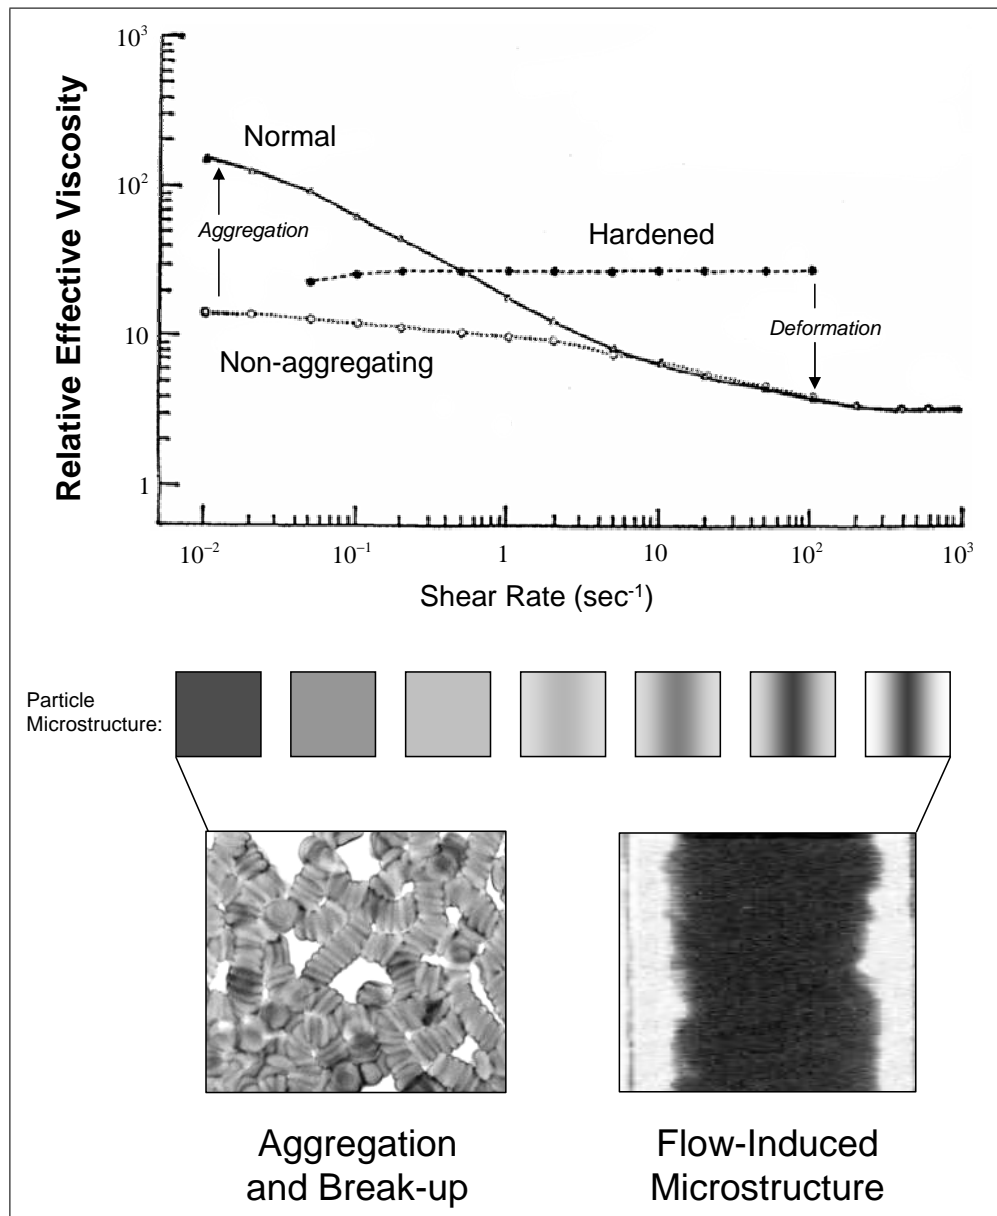 Relative Effective Viscosity
10³
10²
10
1
Normal
Aggregation
Hardened
Non-aggregating
Deformation
10⁻² 10⁻¹ 1 10 10² 10³
Shear Rate (sec⁻¹)
Particle
Microstructure:
Aggregation
and Break-up
Flow-Induced
Microstructure